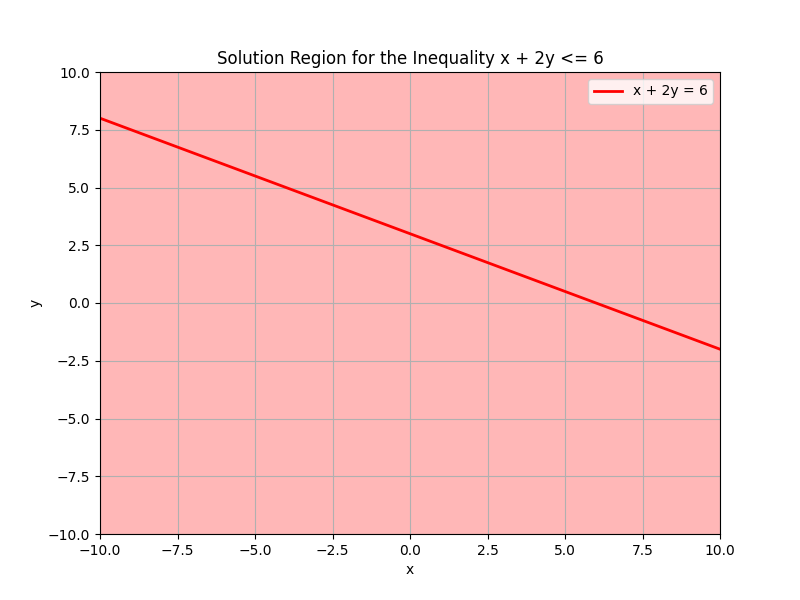 Solution Region for the Inequality x + 2y <= 6
x + 2y = 6
10.0
7.5
5.0
2.5
0.0
−2.5
−5.0
−7.5
−10.0
y
−10.0 −7.5 −5.0 −2.5 0.0 2.5 5.0 7.5 10.0
x